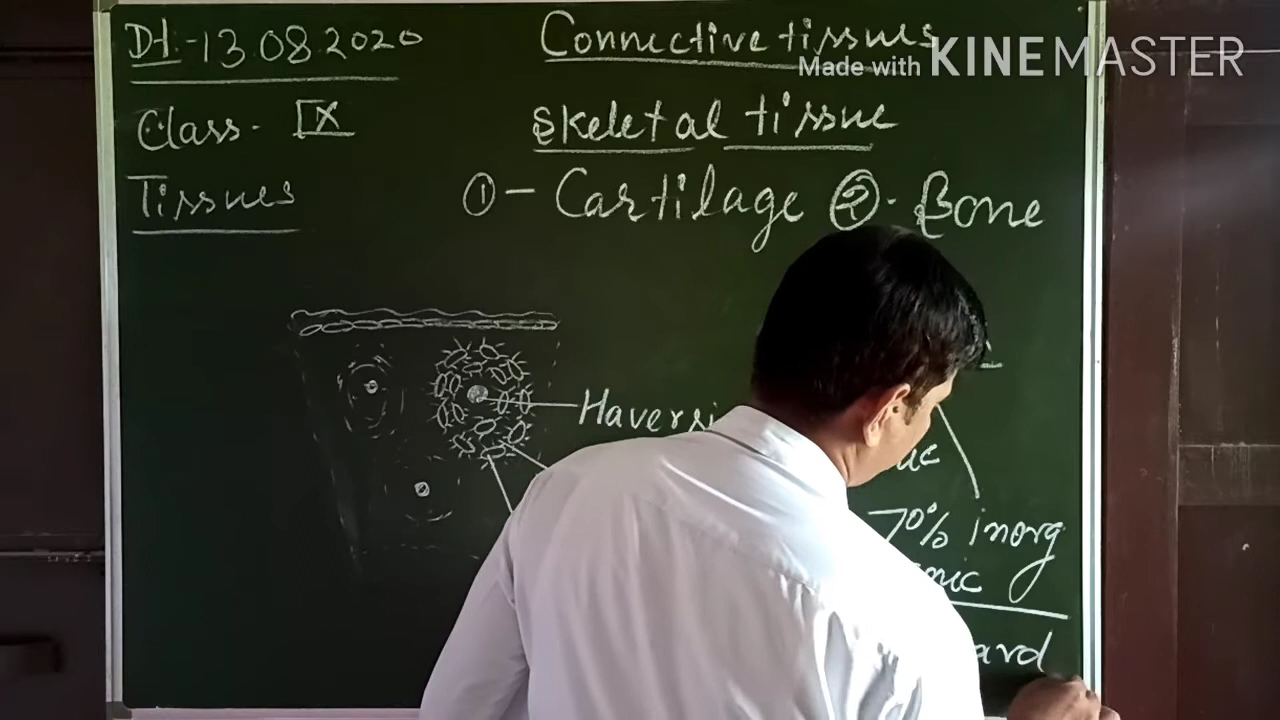 Dt.-13.08.2020
Connective tissues
Made with KINEMASTER
Class- IX
Skeletal tissue
Tissues
①- Cartilage ②- Bone
70% inorg